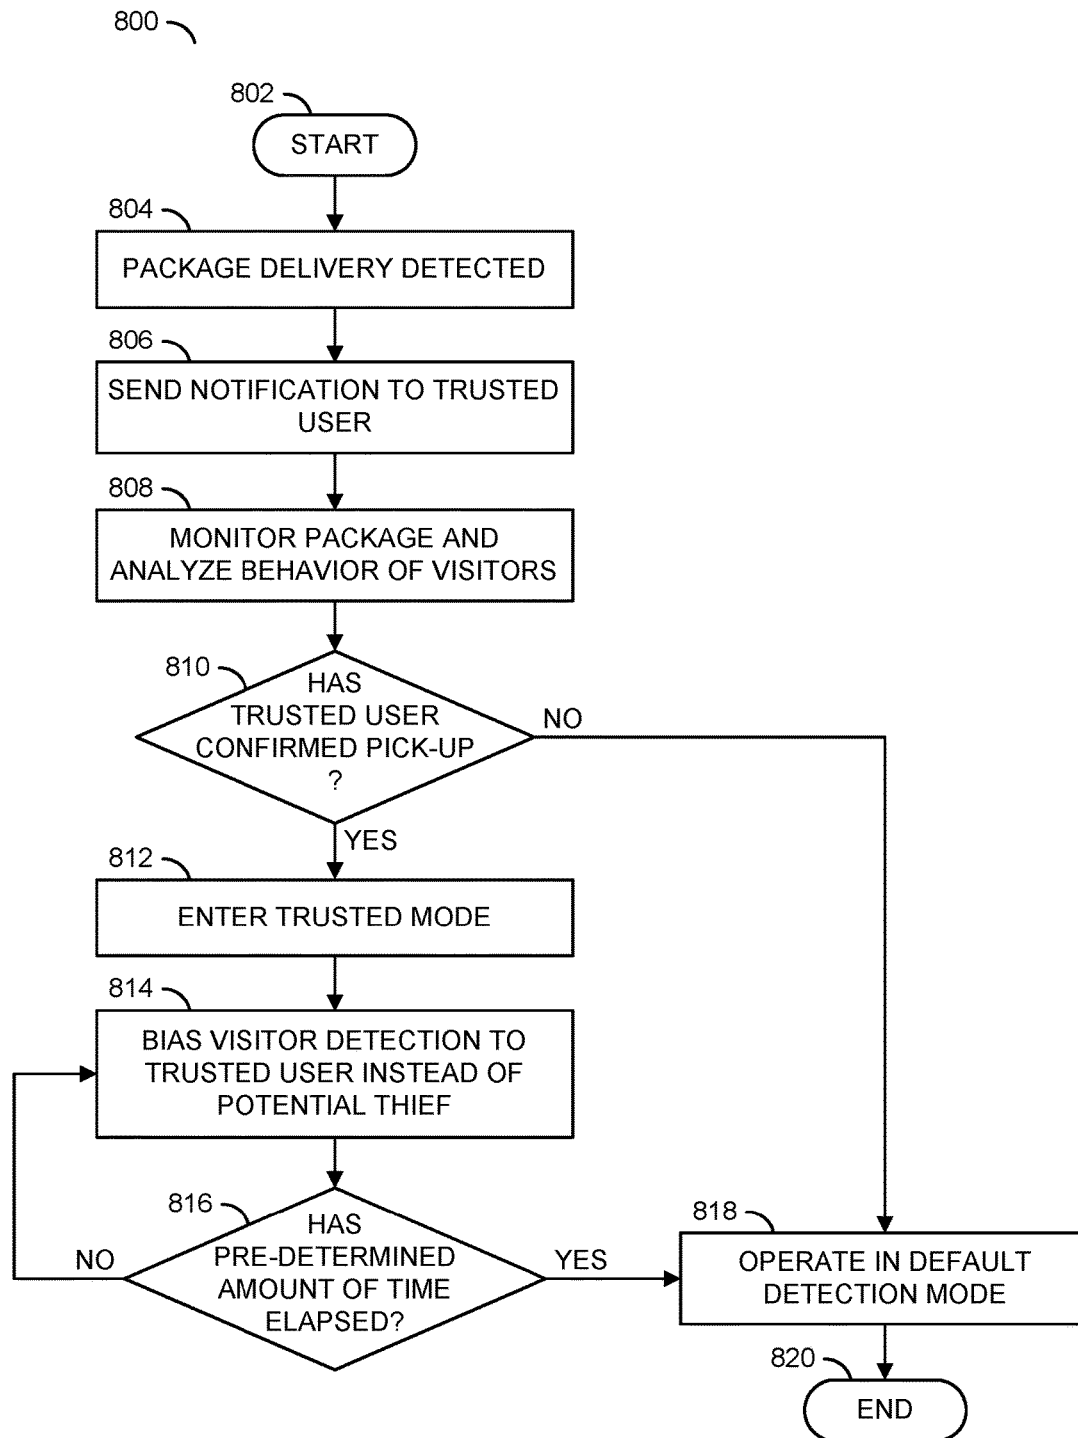 800
802
START
804
PACKAGE DELIVERY DETECTED
806
SEND NOTIFICATION TO TRUSTED
USER
808
MONITOR PACKAGE AND
ANALYZE BEHAVIOR OF VISITORS
810
HAS
TRUSTED USER
CONFIRMED PICK-UP
?
NO
YES
812
ENTER TRUSTED MODE
814
BIAS VISITOR DETECTION TO
TRUSTED USER INSTEAD OF
POTENTIAL THIEF
816
HAS
PRE-DETERMINED
AMOUNT OF TIME
ELAPSED?
NO
YES
818
OPERATE IN DEFAULT
DETECTION MODE
820
END